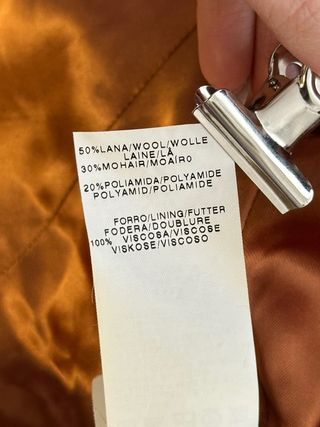 50%LANA/WOOL/WOLLE
LAINE/LÃ
30%MOHAIR/MOAIRO
20%POLIAMIDA/POLYAMIDE
POLYAMID/POLIAMIDE
FORRO/LINING/FUTTER
FODERA/DOUBLURE
100% VISCOSA/VISCOSE
VISKOSE/VISCOSO